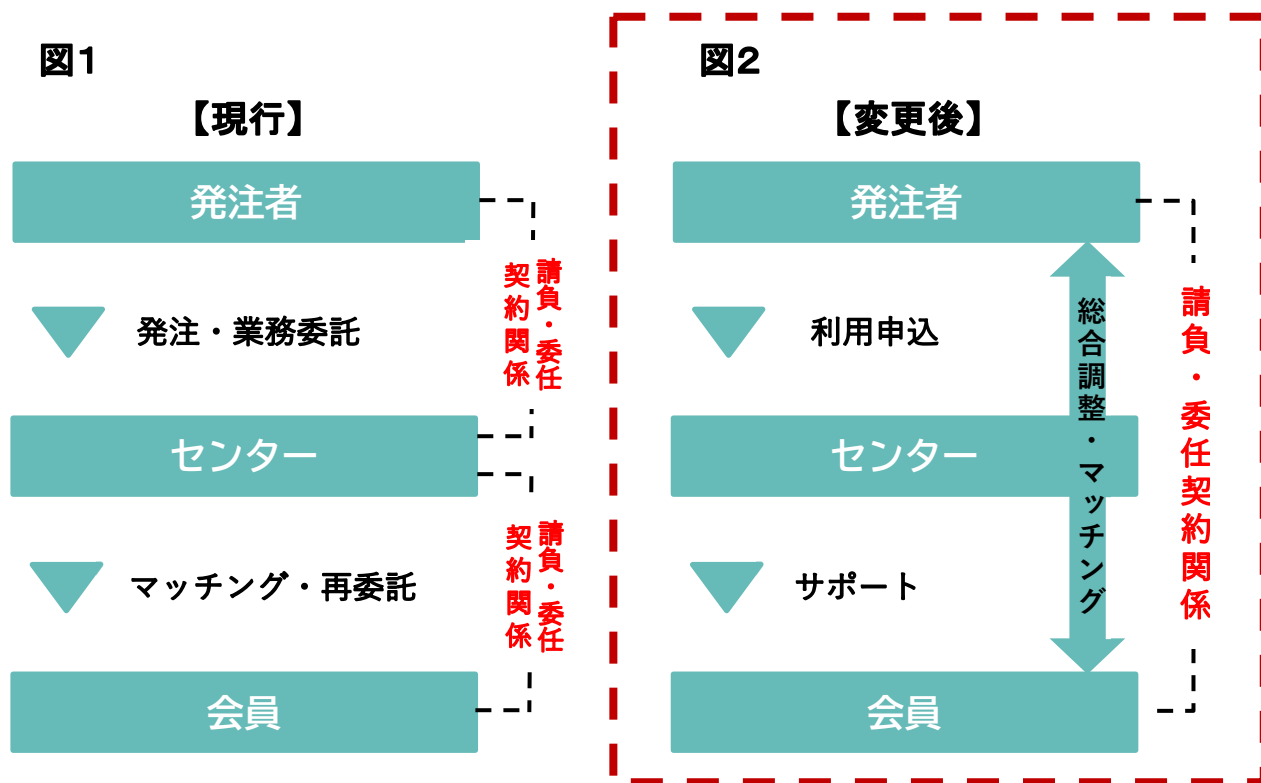 図1
【現行】
発注者
発注・業務委託
請負・委任
契約関係
センター
マッチング・再委託
請負・委任
契約関係
会員
図2
【変更後】
発注者
利用申込
総合調整・マッチング
請負・委任契約関係
センター
サポート
会員